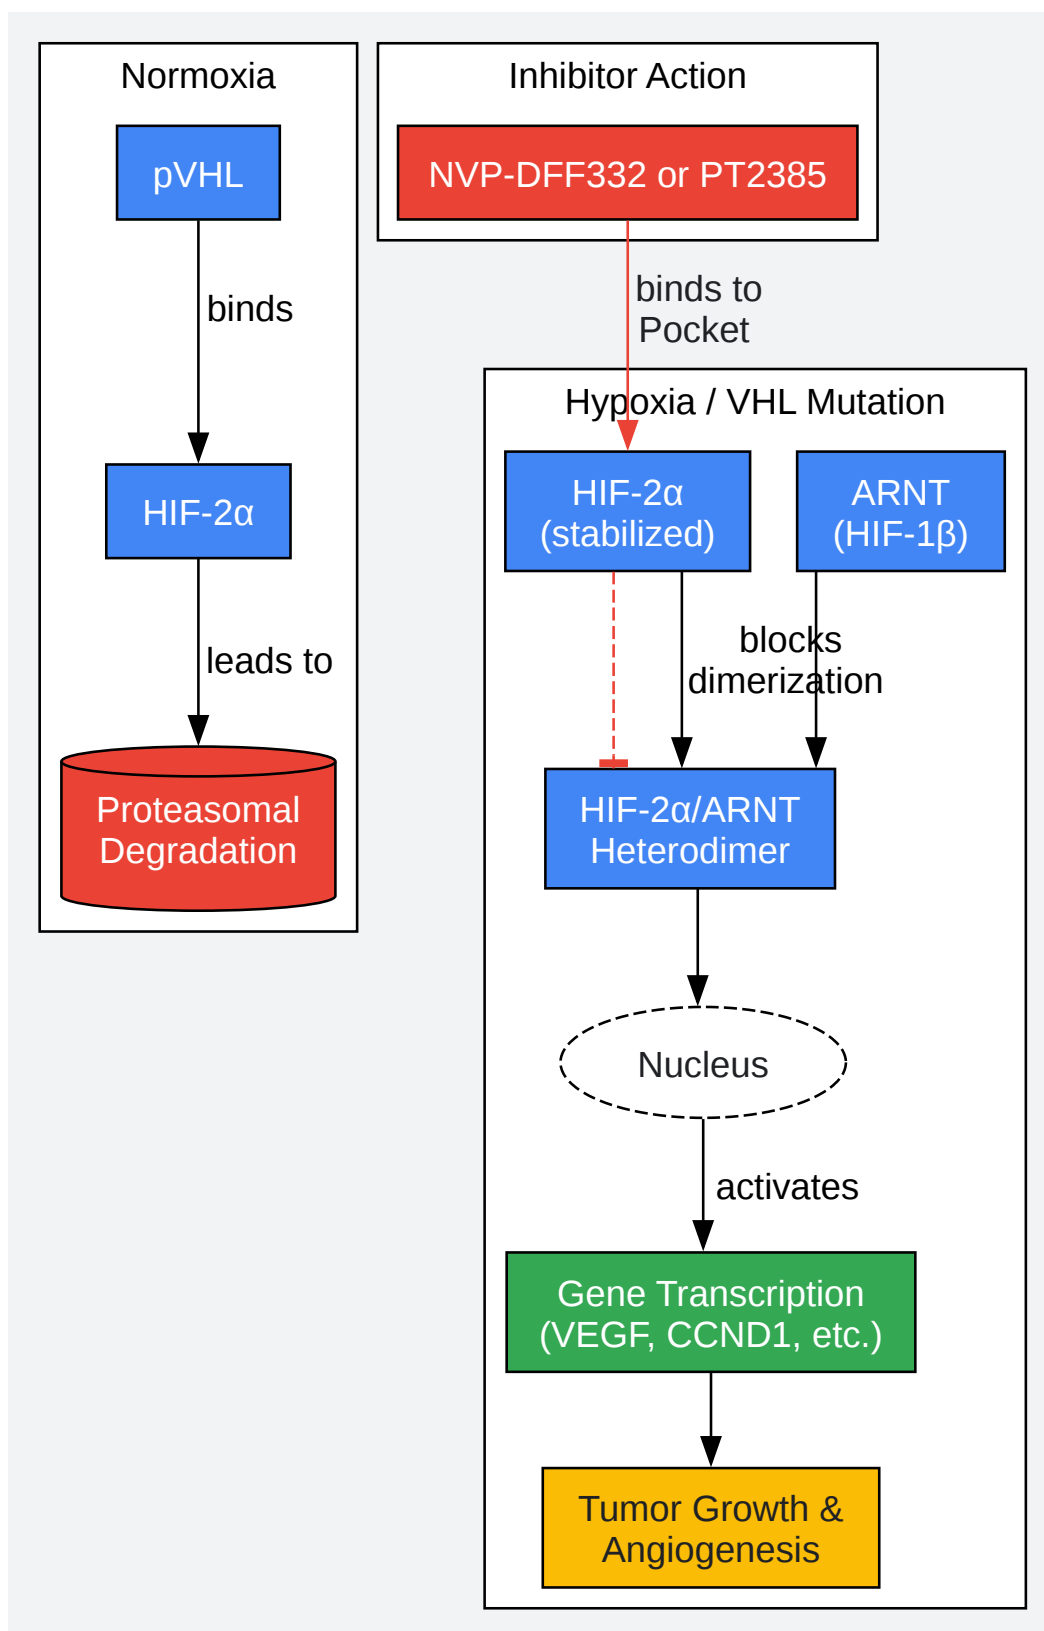 Normoxia
pVHL
binds
HIF-2α
leads to
Proteasomal
Degradation
Inhibitor Action
NVP-DFF332 or PT2385
binds to
Pocket
Hypoxia / VHL Mutation
HIF-2α
(stabilized)
ARNT
(HIF-1β)
blocks
dimerization
HIF-2α/ARNT
Heterodimer
Nucleus
activates
Gene Transcription
(VEGF, CCND1, etc.)
Tumor Growth &
Angiogenesis